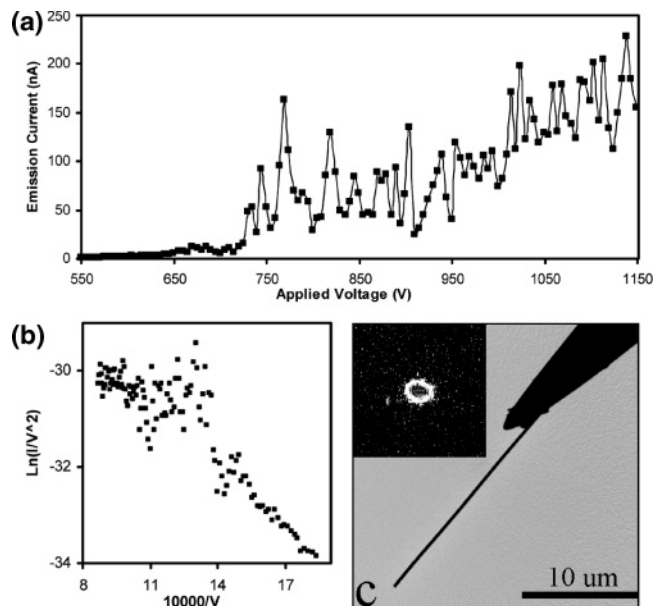 (a)
250
200
150
100
50
0
Emission Current (nA)
550 650 750 850 950 1050 1150
Applied Voltage (V)
(b)
-30
-32
-34
Ln(I/V^2)
8 11 14 17
10000/V
c
10 um